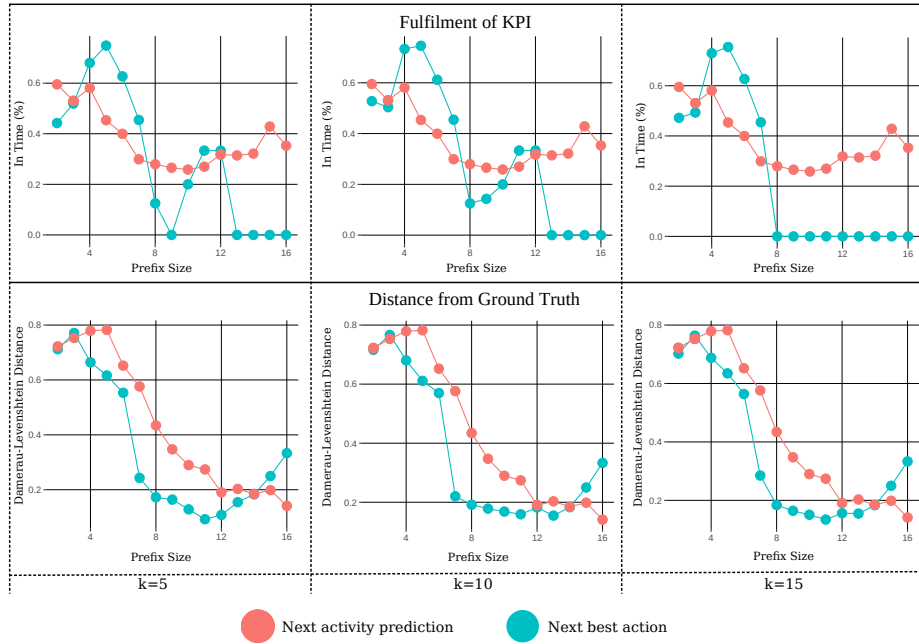 Fulfilment of KPI
In Time (%)
0.6
0.4
0.2
0.0
4
8
12
16
Prefix Size
In Time (%)
0.6
0.4
0.2
0.0
4
8
12
16
Prefix Size
In Time (%)
0.6
0.4
0.2
0.0
4
8
12
16
Prefix Size
Distance from Ground Truth
Damerau-Levenshtein Distance
0.8
0.6
0.4
0.2
4
8
12
16
Prefix Size
Damerau-Levenshtein Distance
0.8
0.6
0.4
0.2
4
8
12
16
Prefix Size
Damerau-Levenshtein Distance
0.8
0.6
0.4
0.2
4
8
12
16
Prefix Size
k=5
k=10
k=15
Next activity prediction
Next best action